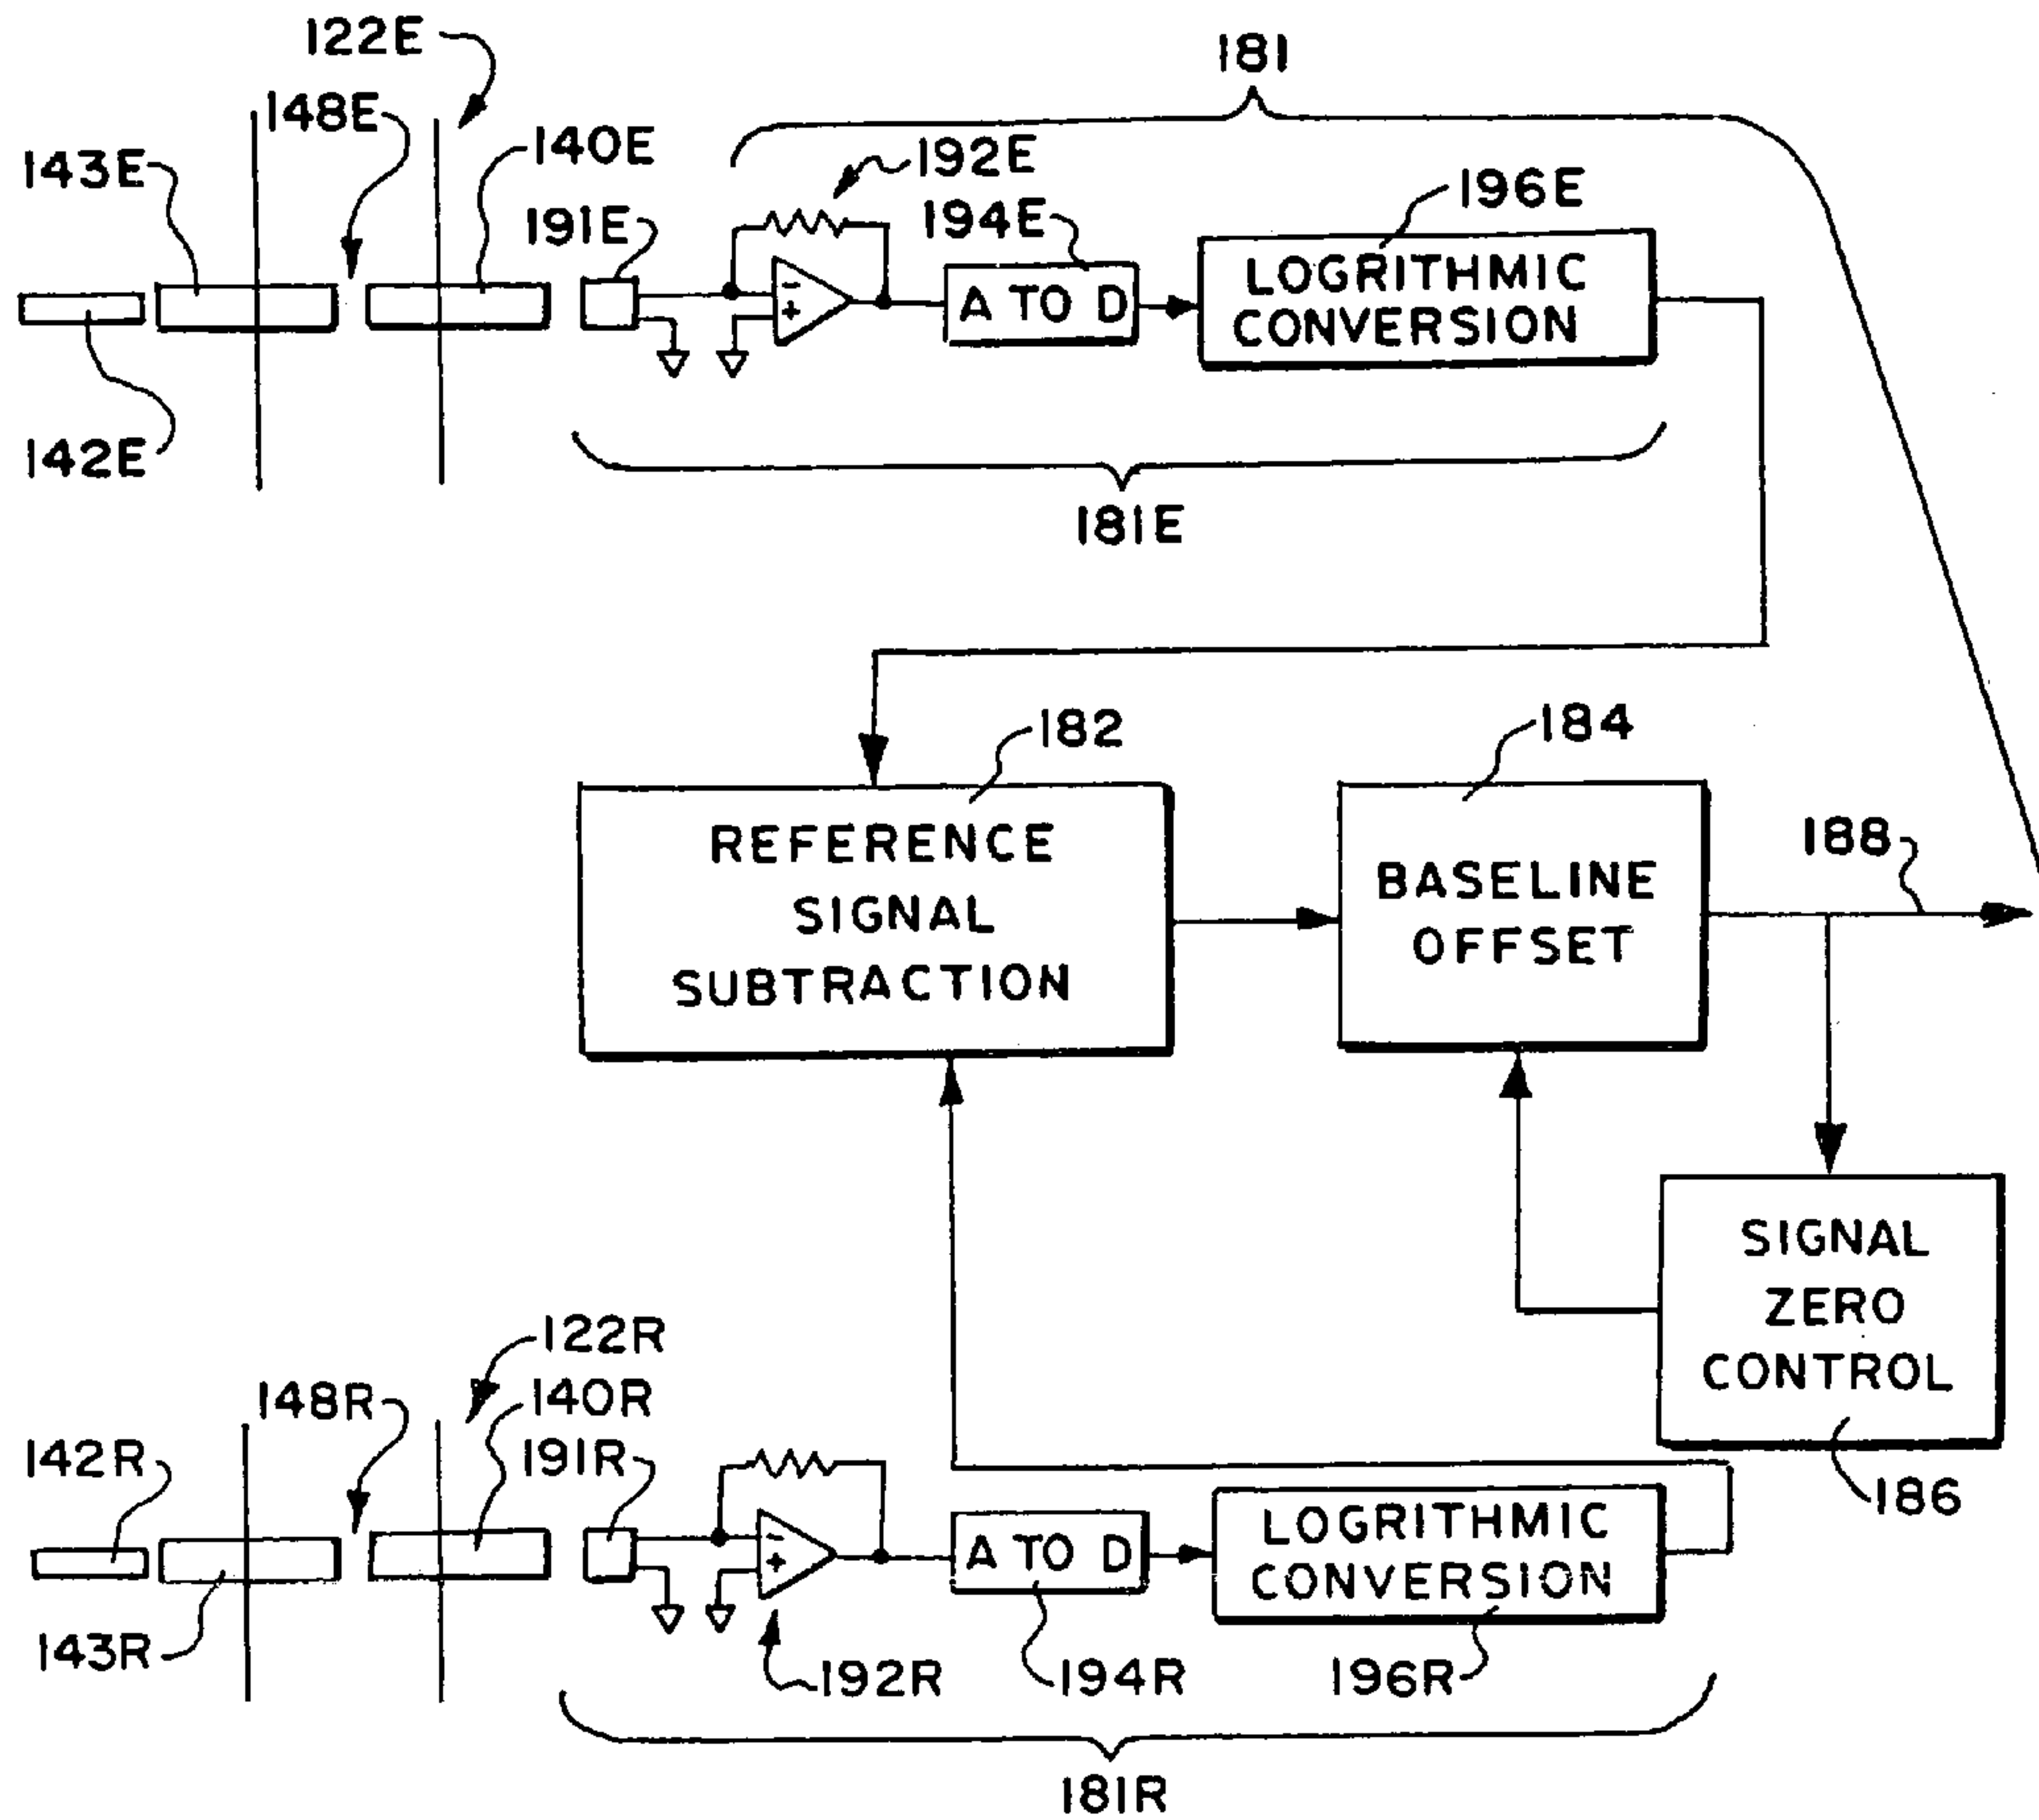 122E
181
148E
143E
140E
192E
191E
194E
196E
A TO D
LOGRITHMIC
CONVERSION
142E
181E
182
184
REFERENCE
SIGNAL
SUBTRACTION
BASELINE
OFFSET
188
SIGNAL
ZERO
CONTROL
186
122R
148R
140R
142R
191R
A TO D
LOGRITHMIC
CONVERSION
143R
192R
194R
196R
181R